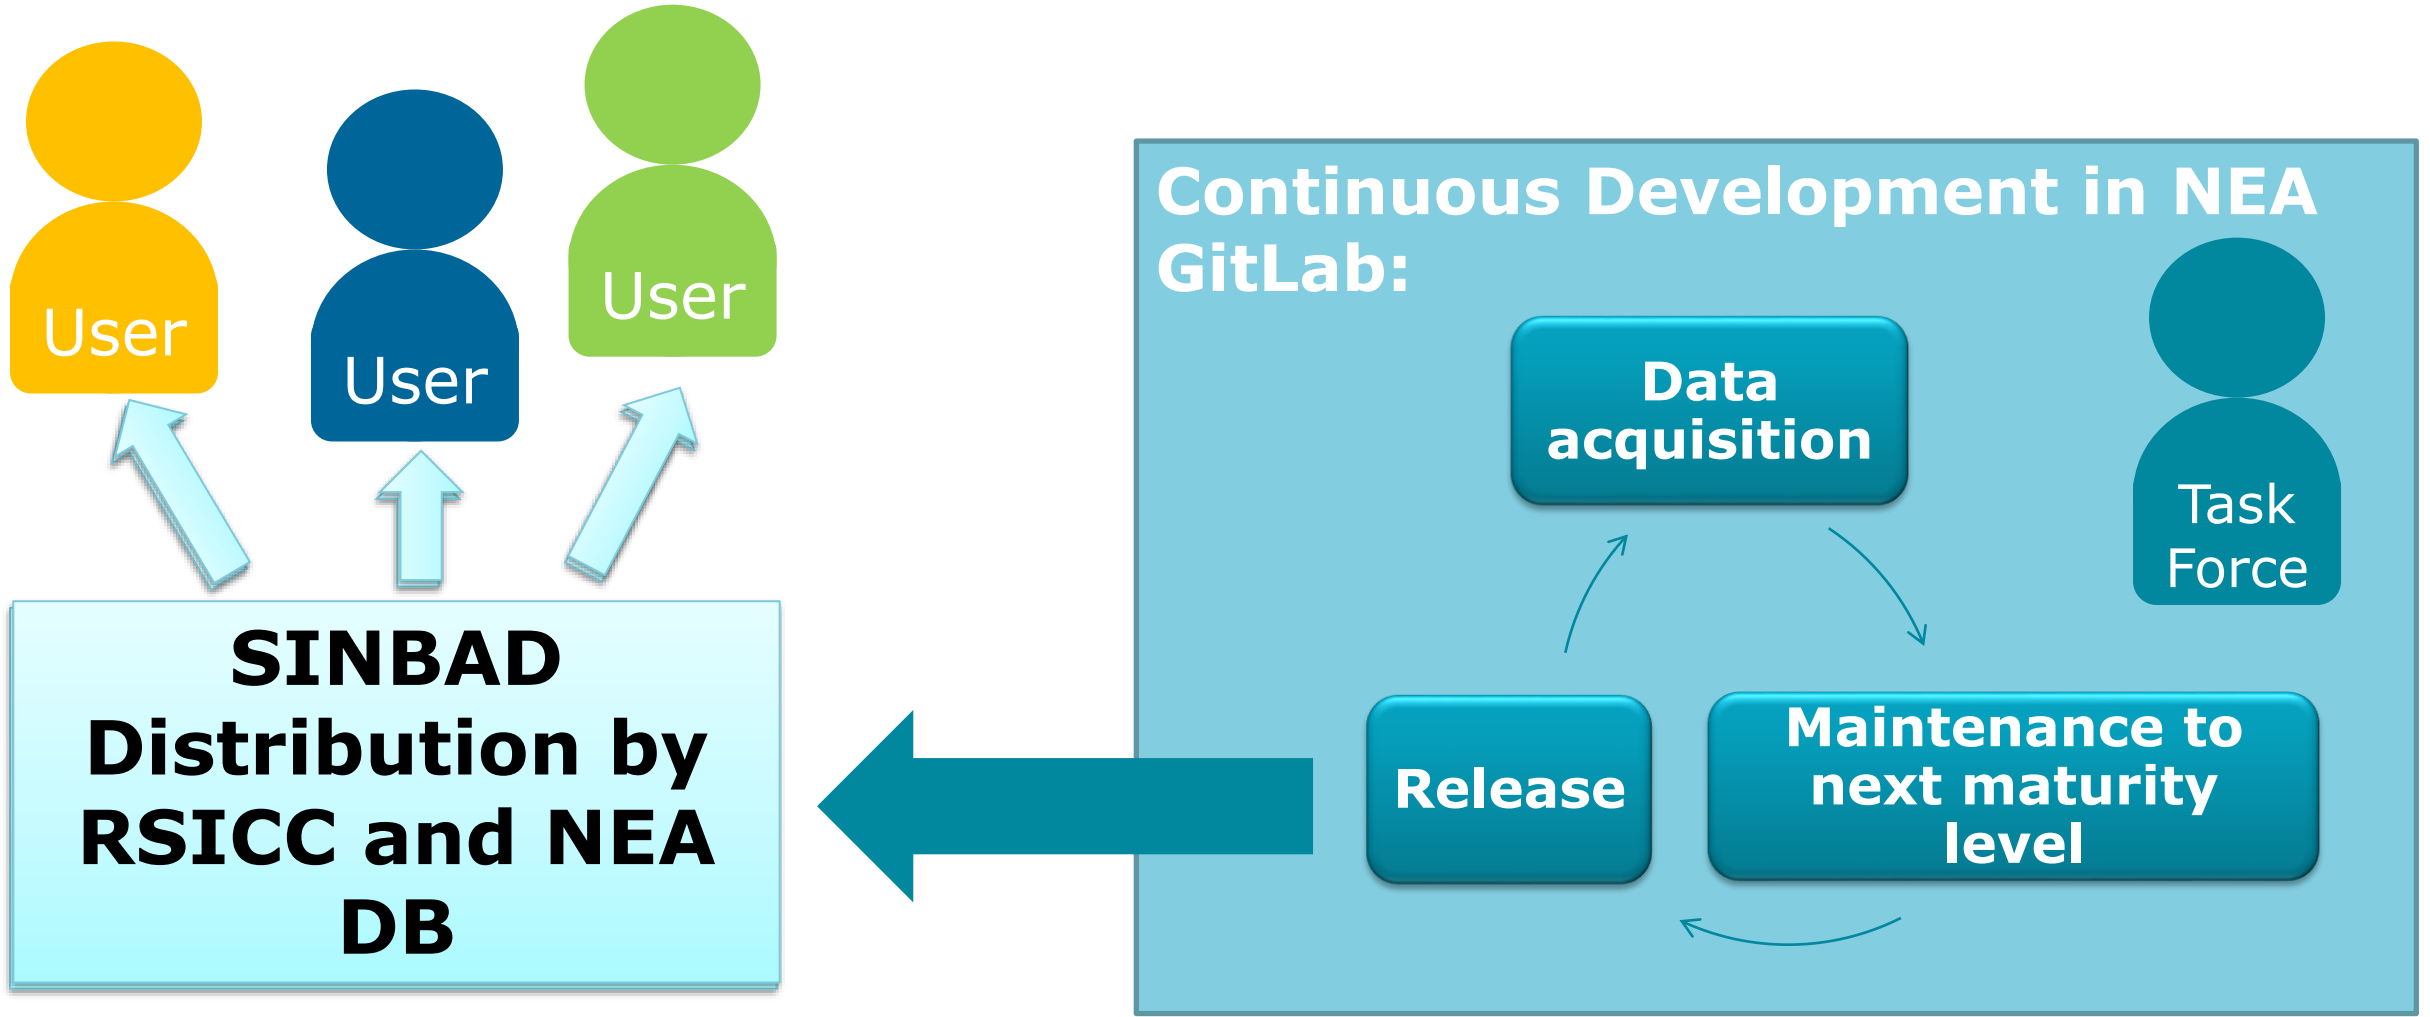 User
User
User
SINBAD
Distribution by
RSICC and NEA
DB
Continuous Development in NEA
GitLab:
Data
acquisition
Task
Force
Release
Maintenance to
next maturity
level